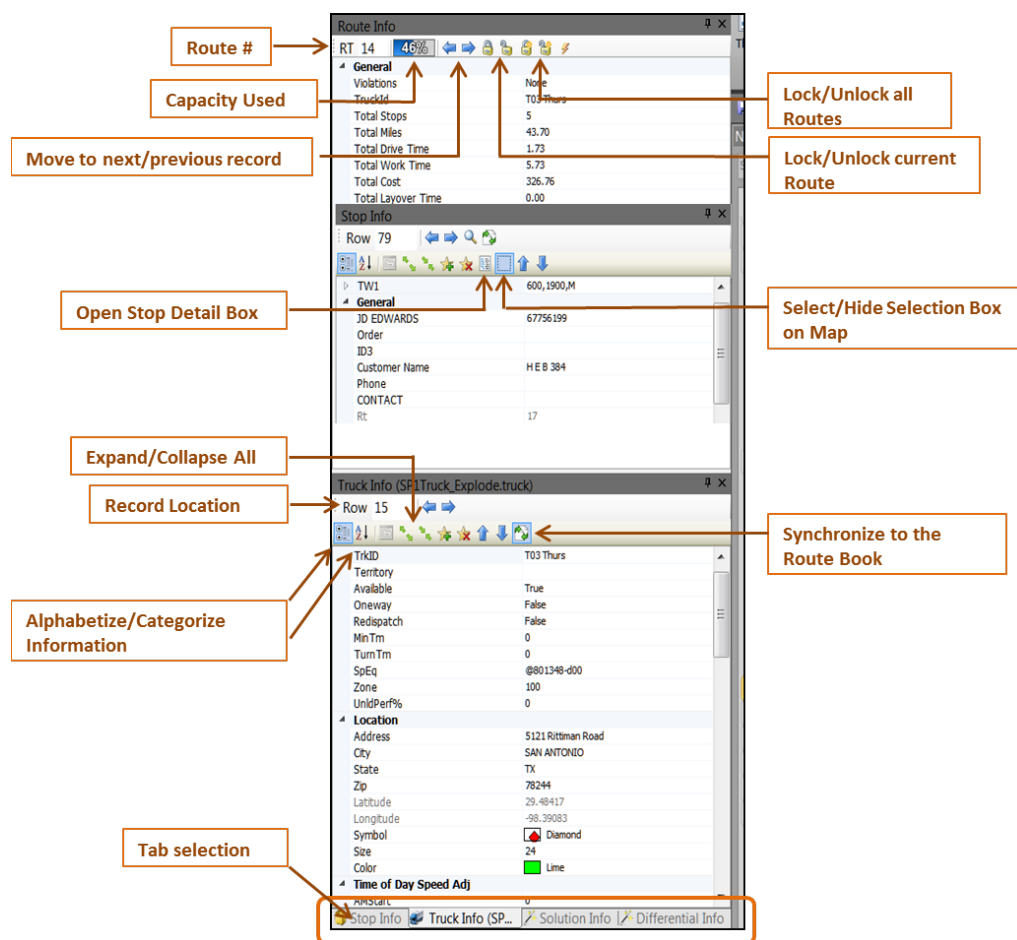 Route Info
Route #
RT 14 46%
General
Violations None
TruckId T03 Thurs
Total Stops 5
Total Miles 43.70
Total Drive Time 1.73
Total Work Time 5.73
Total Cost 326.76
Total Layover Time 0.00
Capacity Used
Move to next/previous record
Lock/Unlock all
Routes
Lock/Unlock current
Route
Stop Info
Row 79
TW1 600,1900,M
General
JD EDWARDS 67756199
Order
ID3
Customer Name H E B 384
Phone
CONTACT
Rt 17
Open Stop Detail Box
Select/Hide Selection Box
on Map
Expand/Collapse All
Record Location
Truck Info (SP1Truck_Explode.truck)
Row 15
TrkID T03 Thurs
Territory
Available True
Oneway False
Redispatch False
MinTm 0
TurnTm 0
SpEq @801348-d00
Zone 100
UnldPerf% 0
Location
Address 5121 Rittiman Road
City SAN ANTONIO
State TX
Zip 78244
Latitude 29.48417
Longitude -98.39083
Symbol Diamond
Size 24
Color Lime
Time of Day Speed Adj
AMStart 0
Synchronize to the
Route Book
Alphabetize/Categorize
Information
Tab selection
Stop Info Truck Info (SP... Solution Info Differential Info